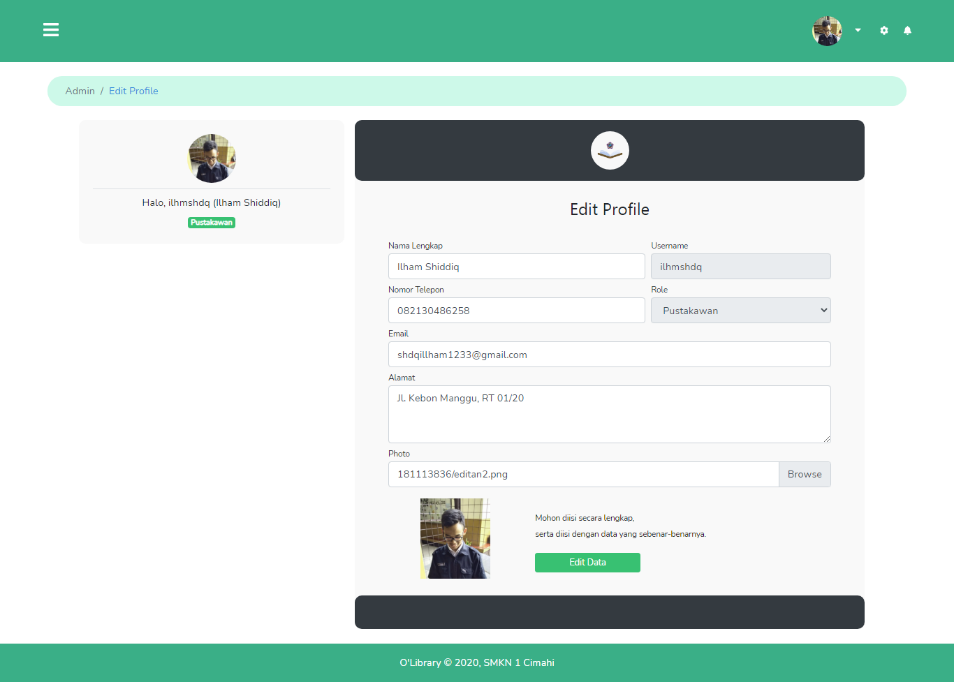 Admin / Edit Profile
Halo, ilhmshdq (Ilham Shiddiq)
Pustakawan
Edit Profile
Nama Lengkap
Ilham Shiddiq
Username
ilhmshdq
Nomor Telepon
082130486258
Role
Pustakawan
Email
shdqillham1233@gmail.com
Alamat
Jl. Kebon Manggu, RT 01/20
Photo
181113836/editan2.png
Browse
Mohon diisi secara lengkap,
serta diisi dengan data yang sebenar-benarnya.
Edit Data
O'Library © 2020, SMKN 1 Cimahi